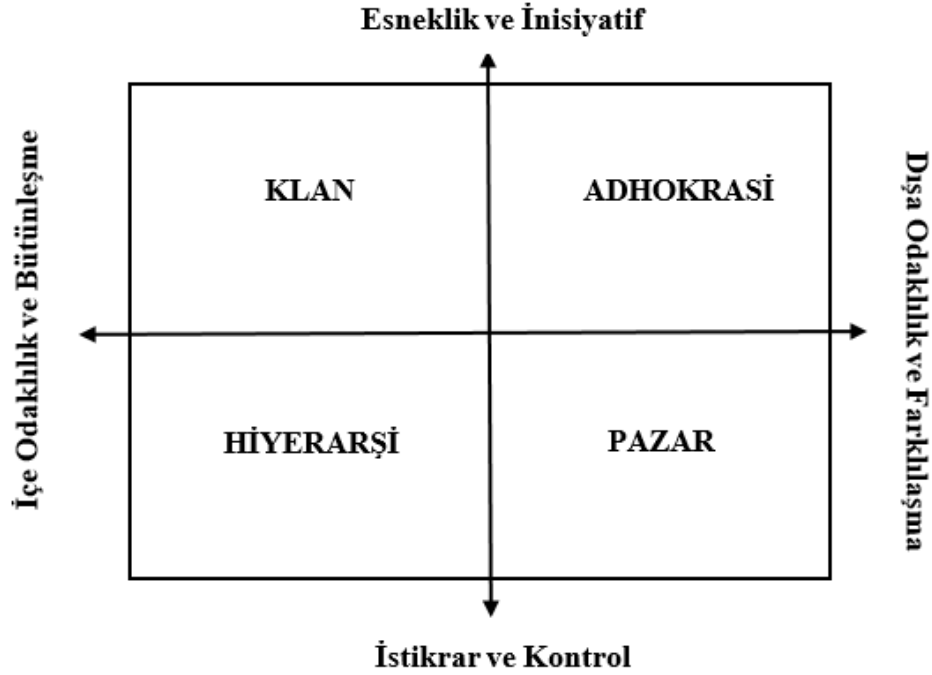 Esneklik ve İnisiyatif
İçe Odaklılık ve Bütünleşme
KLAN
ADHOKRASİ
Dışa Odaklılık ve Farklılaşma
HİYERARŞİ
PAZAR
İstikrar ve Kontrol